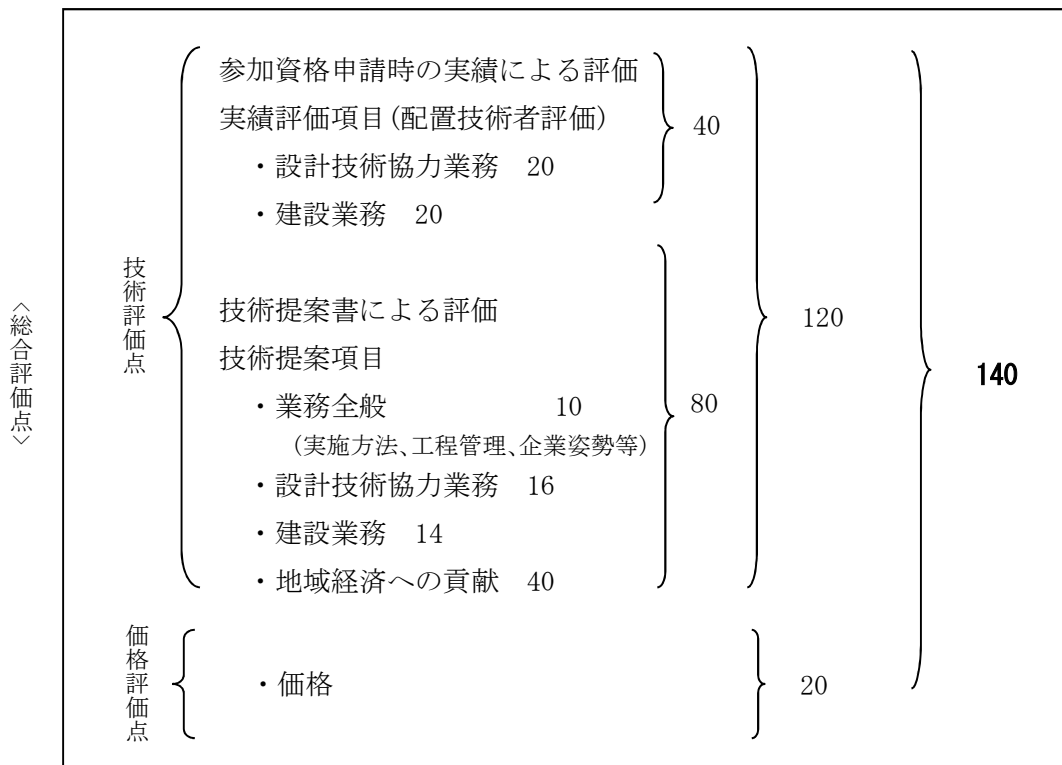 〈総合評価点〉
技術評価点
参加資格申請時の実績による評価
実績評価項目(配置技術者評価)
・設計技術協力業務 20
・建設業務 20
40
技術提案書による評価
技術提案項目
・業務全般 10
(実施方法、工程管理、企業姿勢等)
・設計技術協力業務 16
・建設業務 14
・地域経済への貢献 40
80
120
価格評価点
・価格
20
140